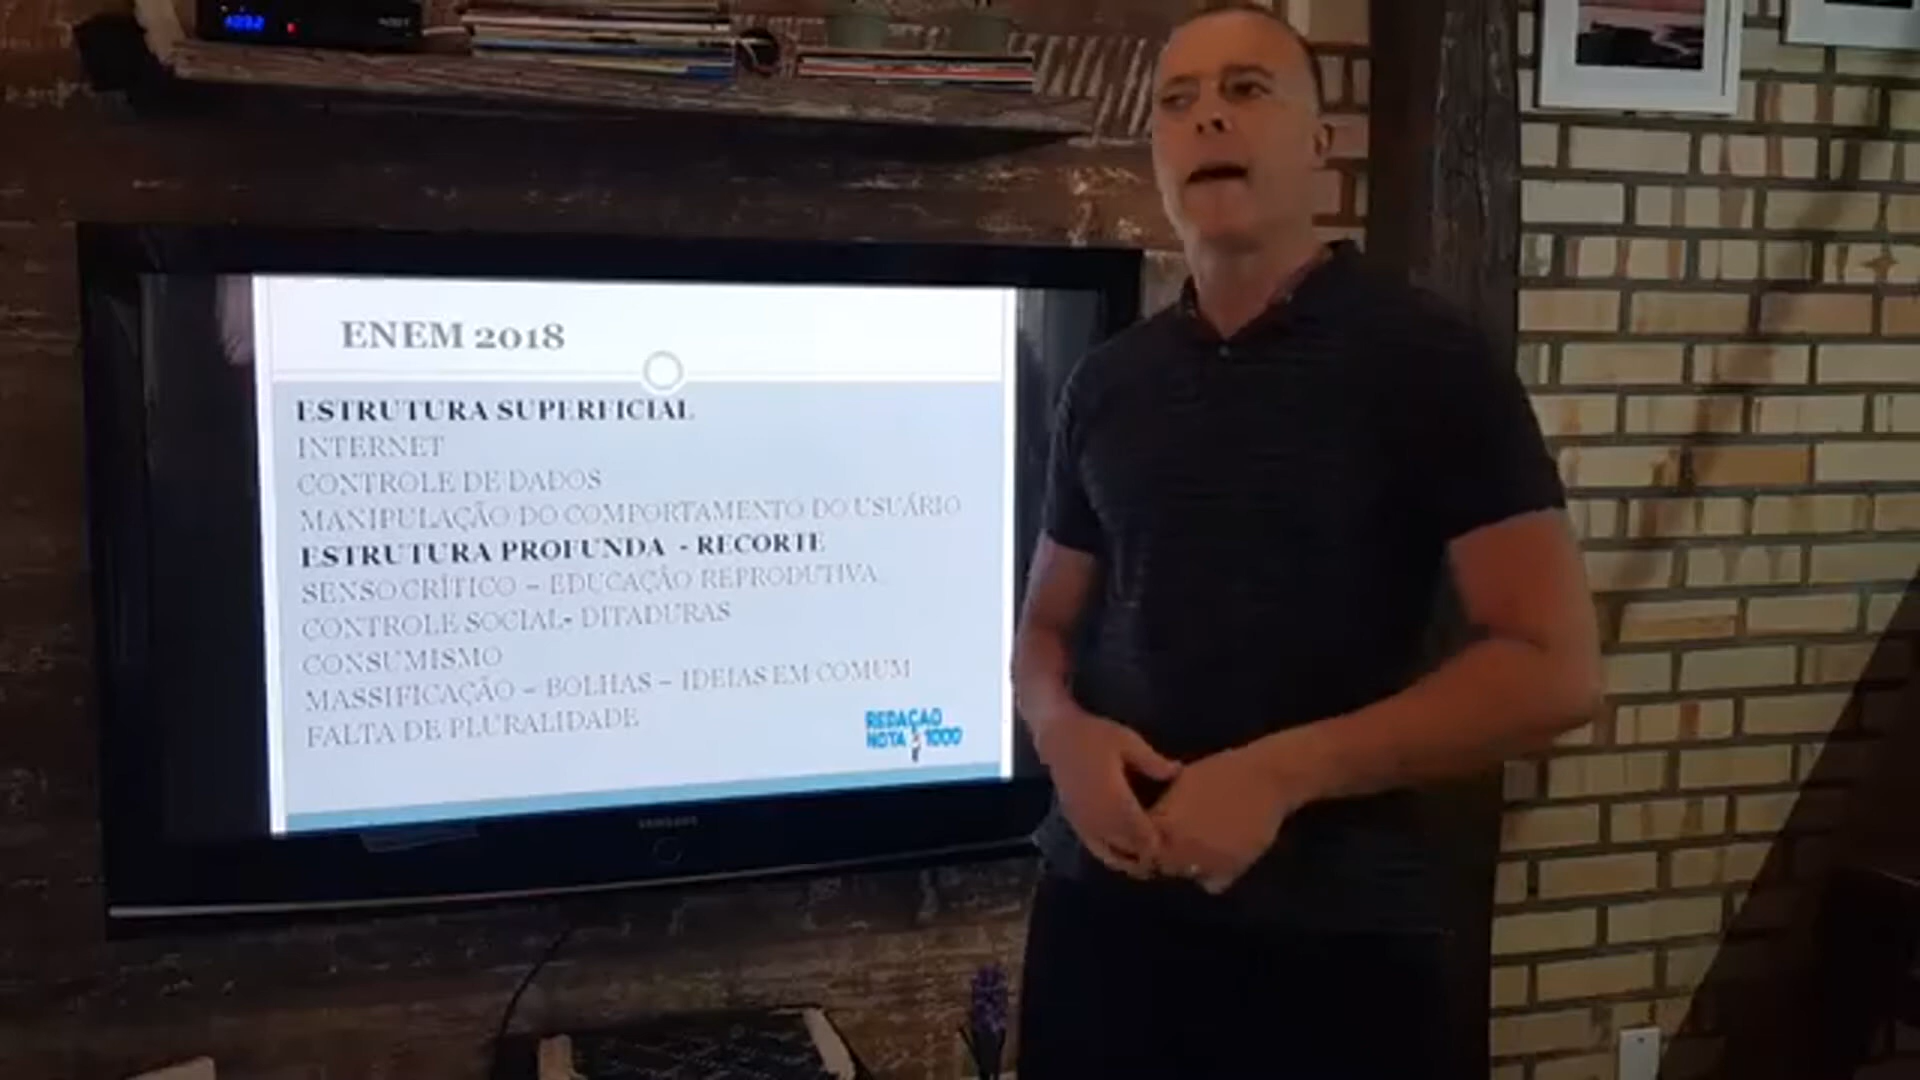 ENEM 2018
ESTRUTURA SUPERFICIAL
INTERNET
CONTROLE DE DADOS
MANIPULAÇÃO DO COMPORTAMENTO DO USUÁRIO
ESTRUTURA PROFUNDA - RECORTE
SENSO CRÍTICO – EDUCAÇÃO REPRODUTIVA
CONTROLE SOCIAL- DITADURAS
CONSUMISMO
MASSIFICAÇÃO – BOLHAS – IDEIAS EM COMUM
FALTA DE PLURALIDADE
REDAÇÃO
NOTA 1000
SAMSUNG